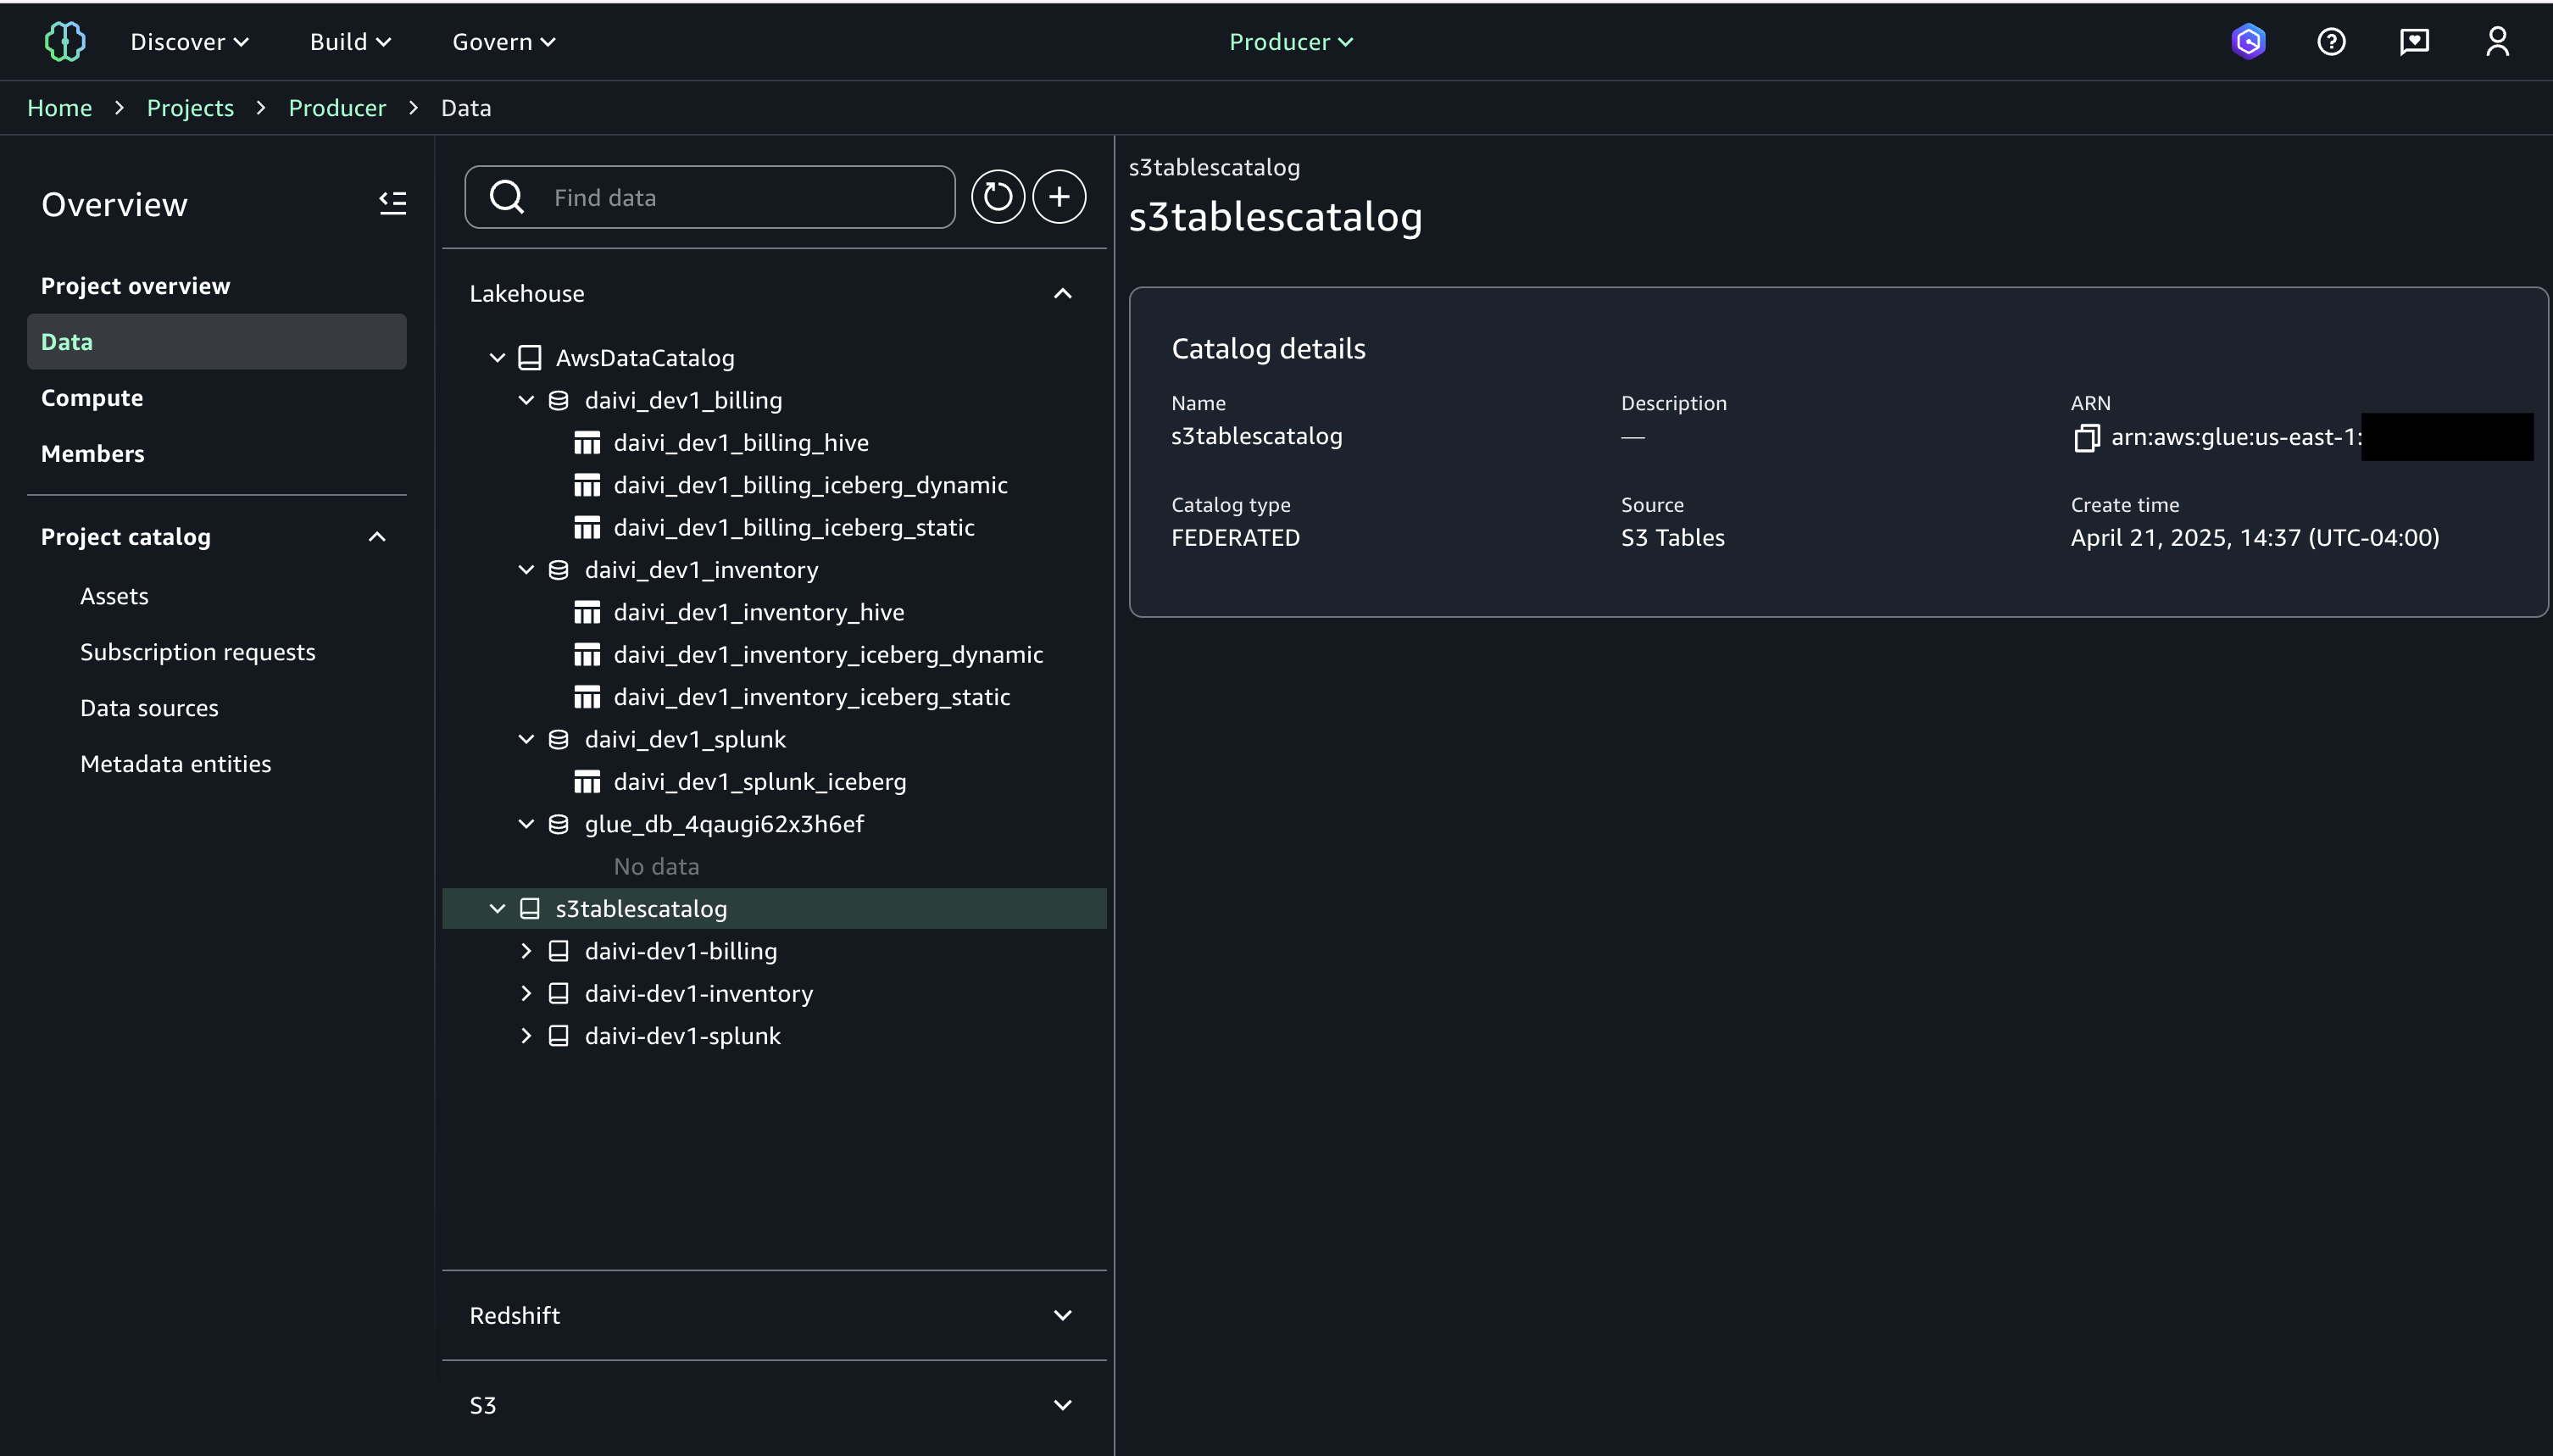 Discover Build Govern Producer
Home > Projects > Producer > Data
Overview
Project overview
Data
Compute
Members
Project catalog
Assets
Subscription requests
Data sources
Metadata entities
Find data
Lakehouse
AwsDataCatalog
daivi_dev1_billing
daivi_dev1_billing_hive
daivi_dev1_billing_iceberg_dynamic
daivi_dev1_billing_iceberg_static
daivi_dev1_inventory
daivi_dev1_inventory_hive
daivi_dev1_inventory_iceberg_dynamic
daivi_dev1_inventory_iceberg_static
daivi_dev1_splunk
daivi_dev1_splunk_iceberg
glue_db_4qaugi62x3h6ef
No data
s3tablescatalog
daivi-dev1-billing
daivi-dev1-inventory
daivi-dev1-splunk
Redshift
S3
s3tablescatalog
s3tablescatalog
Catalog details
Name Description ARN
s3tablescatalog — arn:aws:glue:us-east-1:
Catalog type Source Create time
FEDERATED S3 Tables April 21, 2025, 14:37 (UTC-04:00)